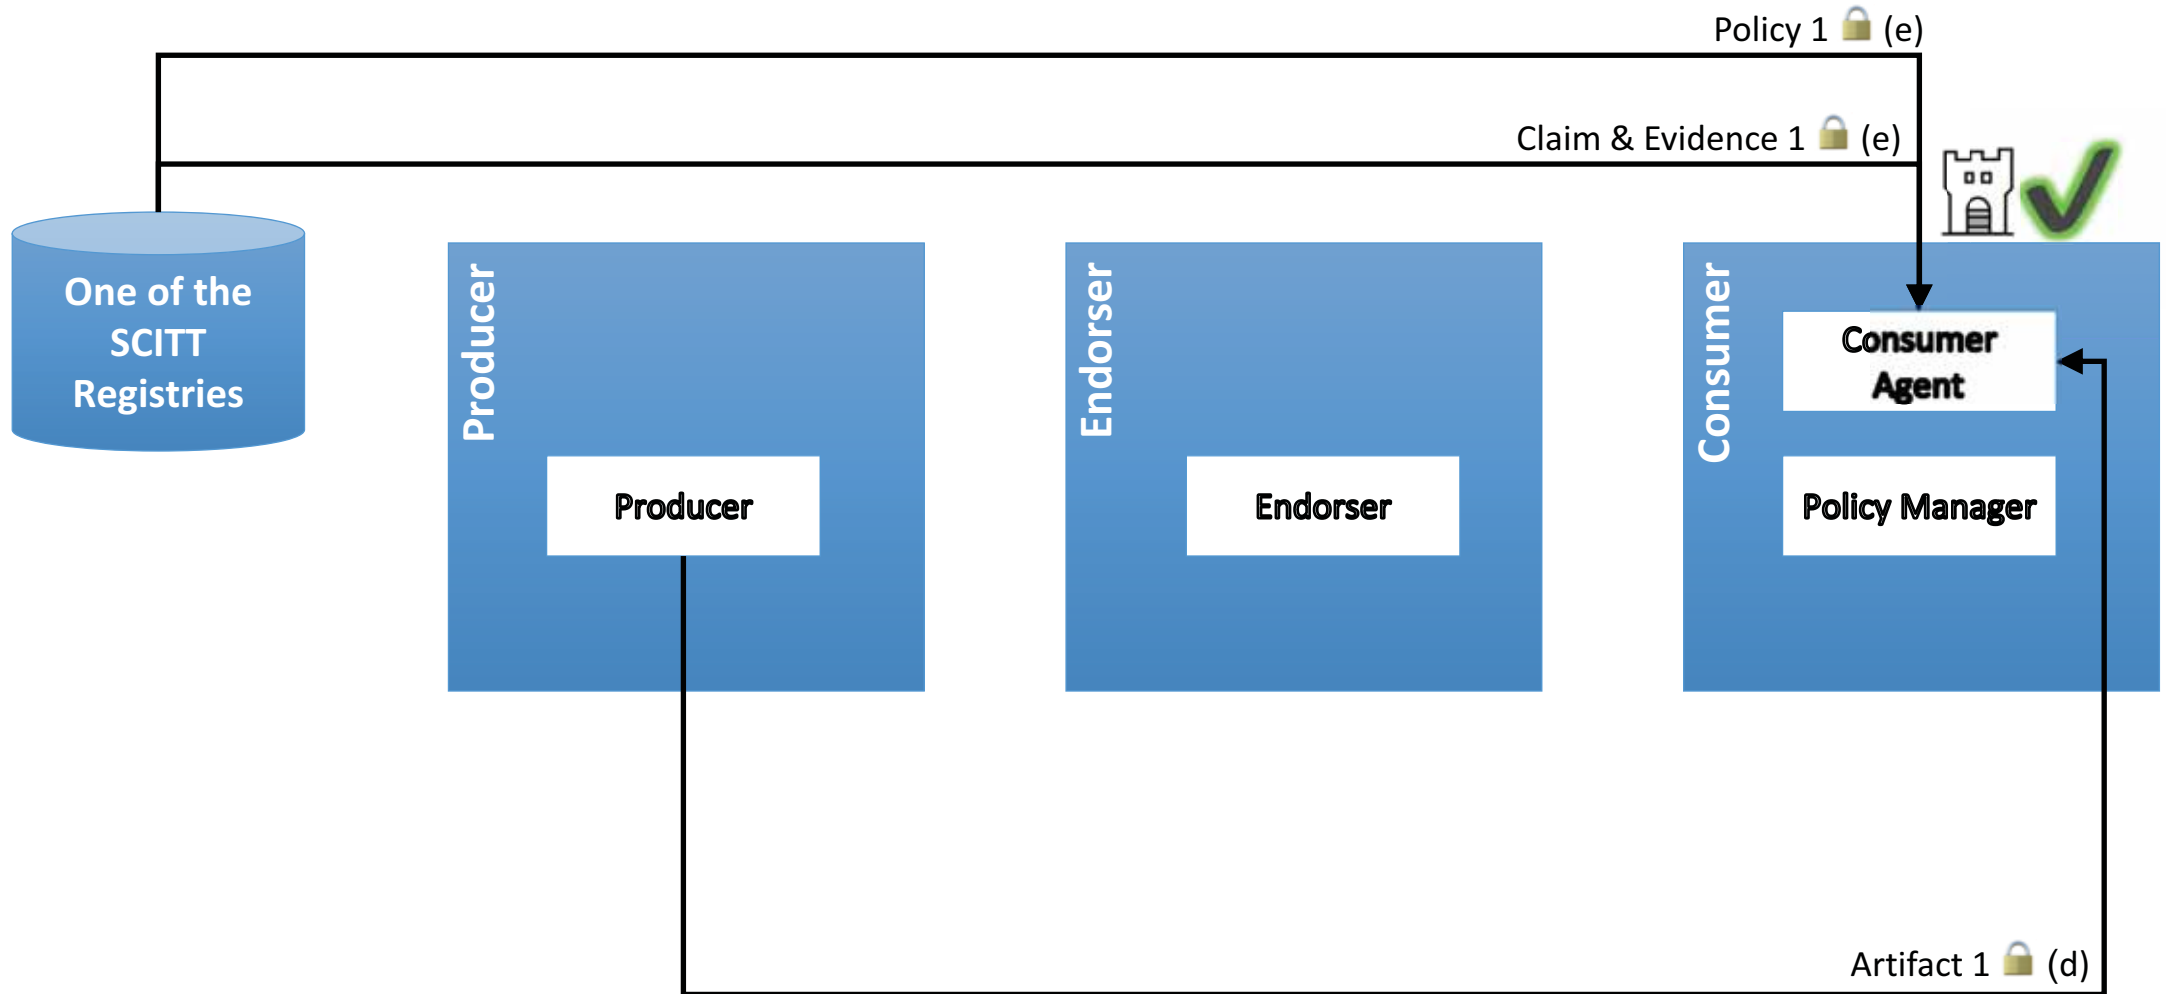 Policy 1 (e)
Claim & Evidence 1 (e)
One of the
SCITT
Registries
Producer
Producer
Endorser
Endorser
Consumer
Consumer
Agent
Policy Manager
Artifact 1 (d)